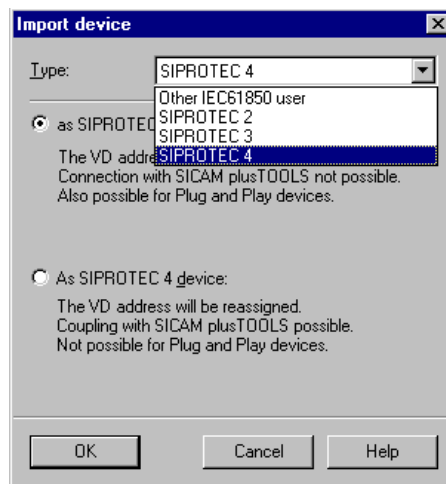 Import device
Type:
SIPROTEC 4
Other IEC61850 user
SIPROTEC 2
SIPROTEC 3
SIPROTEC 4
as SIPROTEC
The VD addre
Connection with SICAM plusTOOLS not possible.
Also possible for Plug and Play devices.
As SIPROTEC 4 device:
The VD address will be reassigned.
Coupling with SICAM plusTOOLS possible.
Not possible for Plug and Play devices.
OK
Cancel
Help